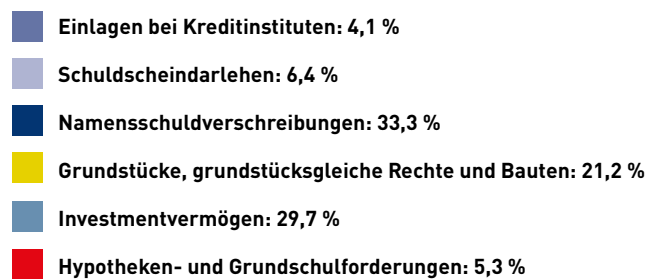 Einlagen bei Kreditinstituten: 4,1 %
Schuldscheindarlehen: 6,4 %
Namensschuldverschreibungen: 33,3 %
Grundstücke, grundstücksgleiche Rechte und Bauten: 21,2 %
Investmentvermögen: 29,7 %
Hypotheken- und Grundschulforderungen: 5,3 %